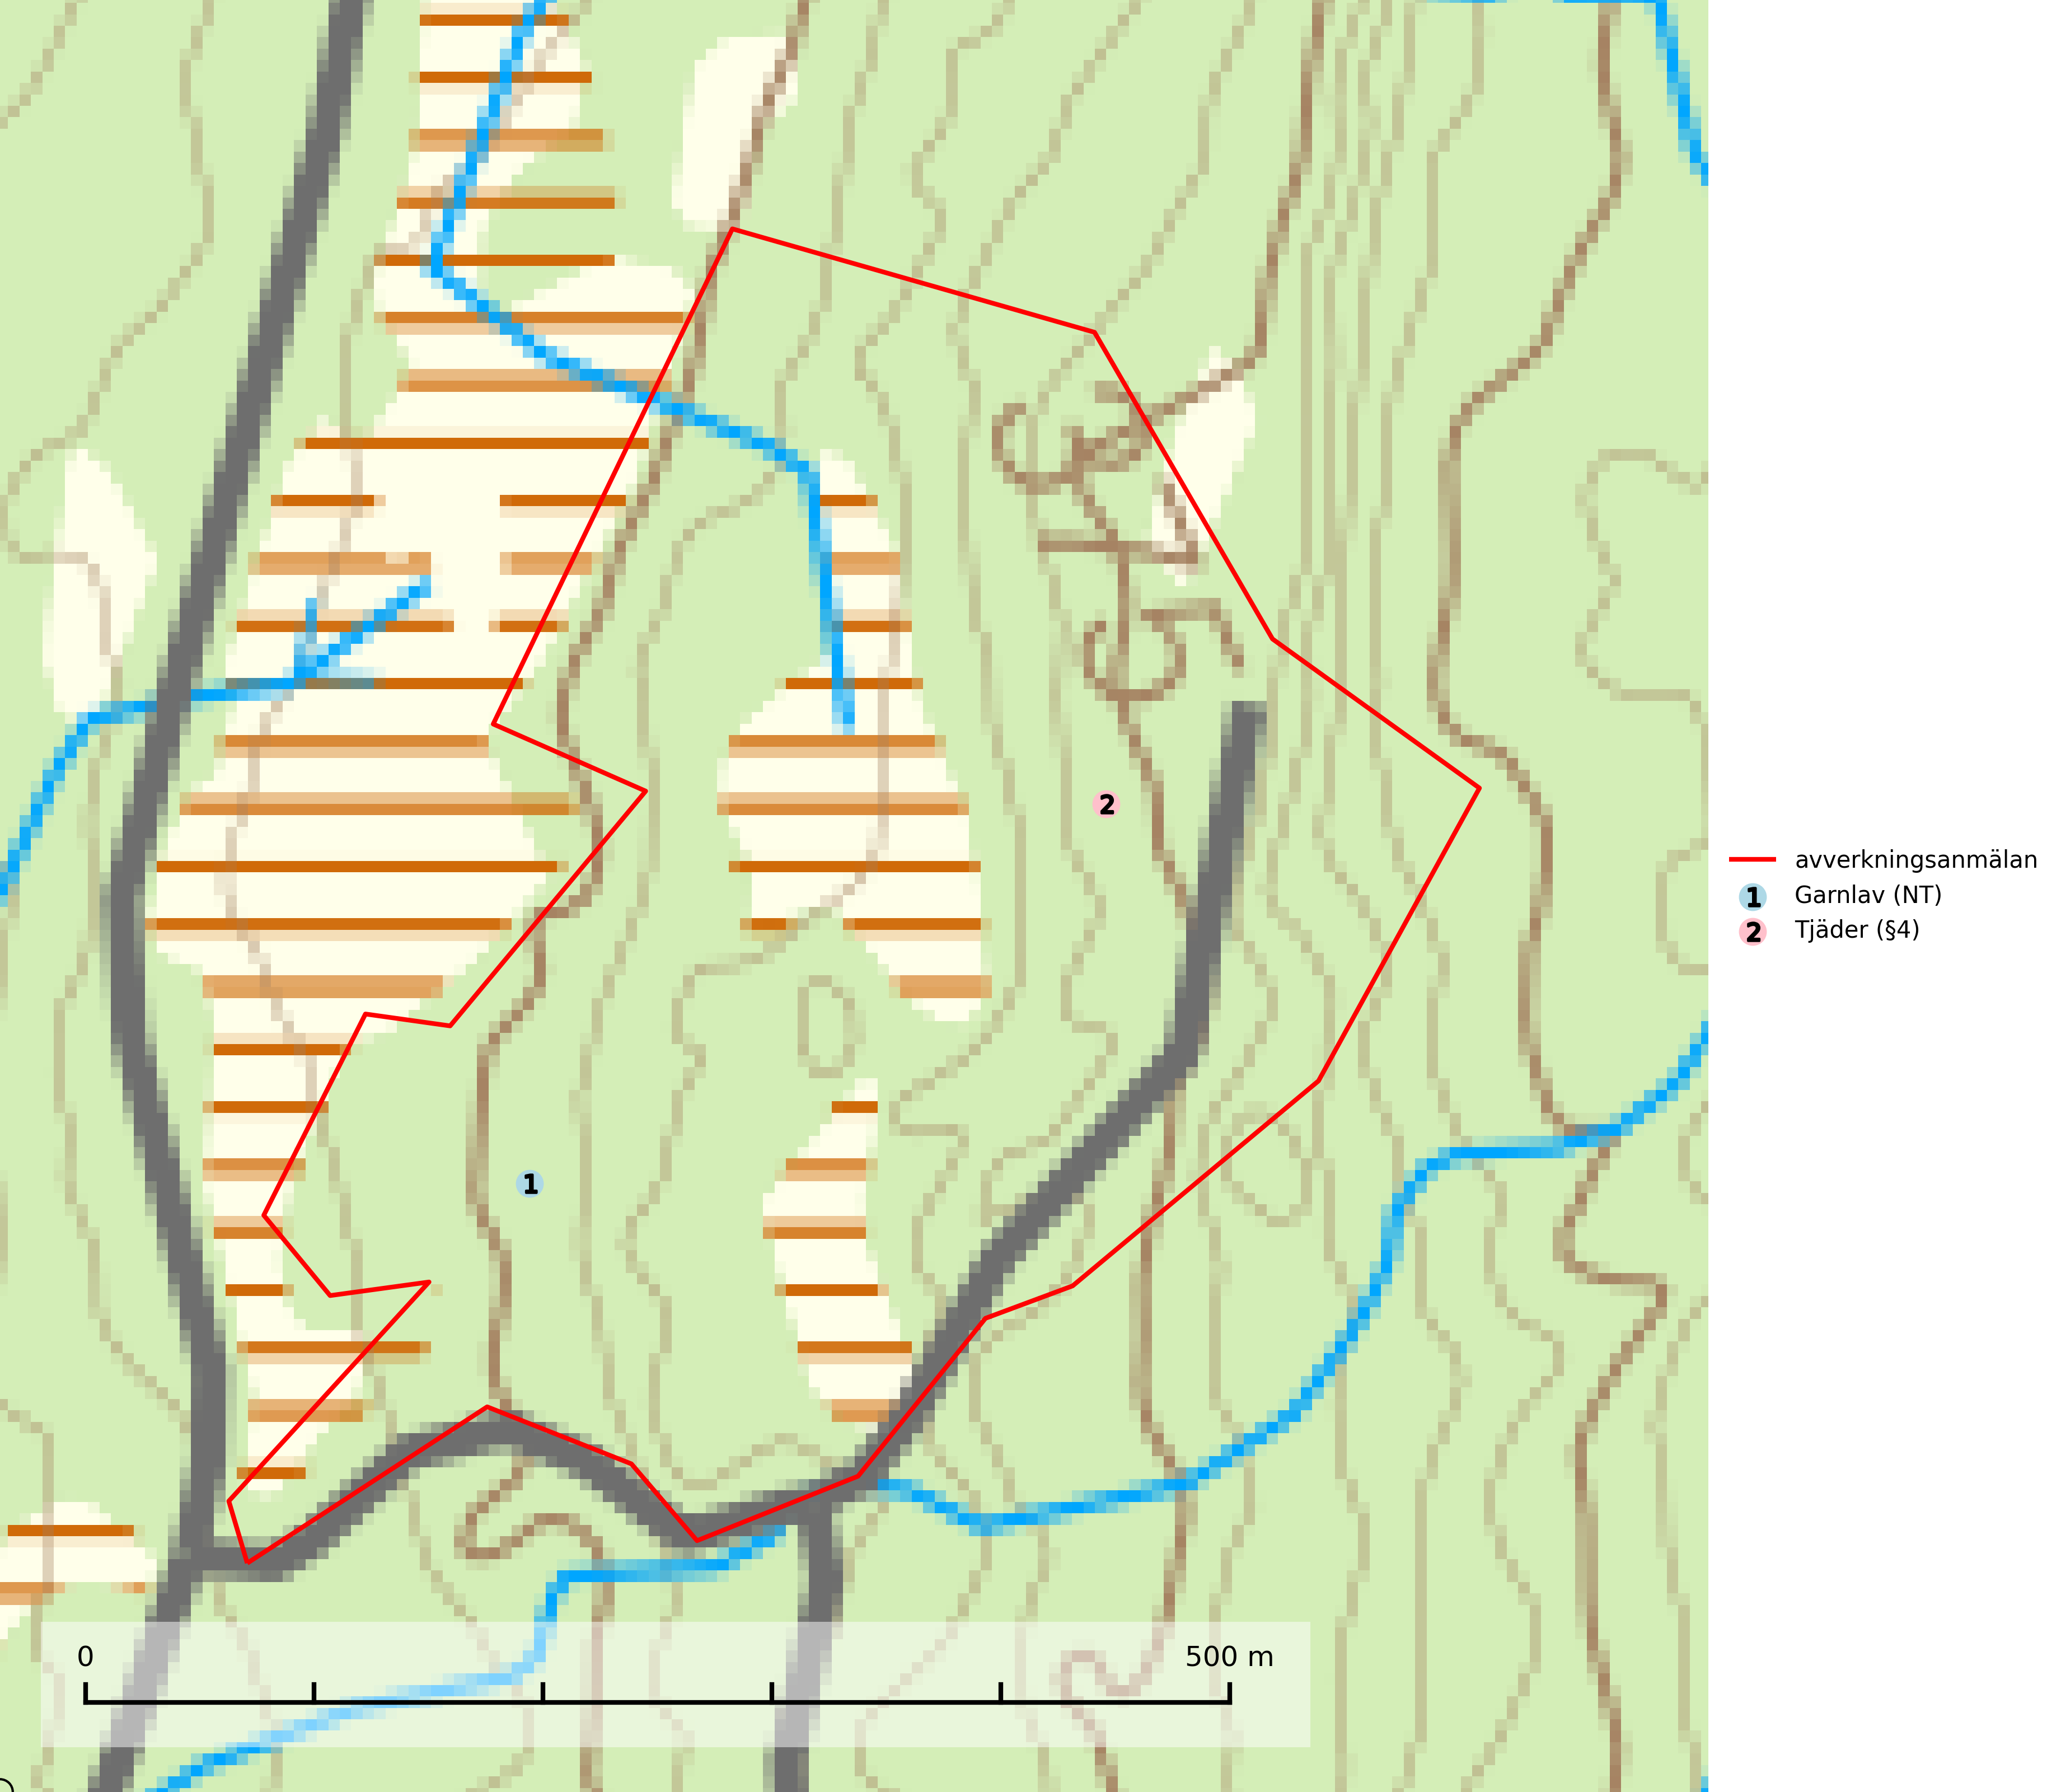 2
1
avverkningsanmälan
1 Garnlav (NT)
2 Tjäder (§4)
0 500 m